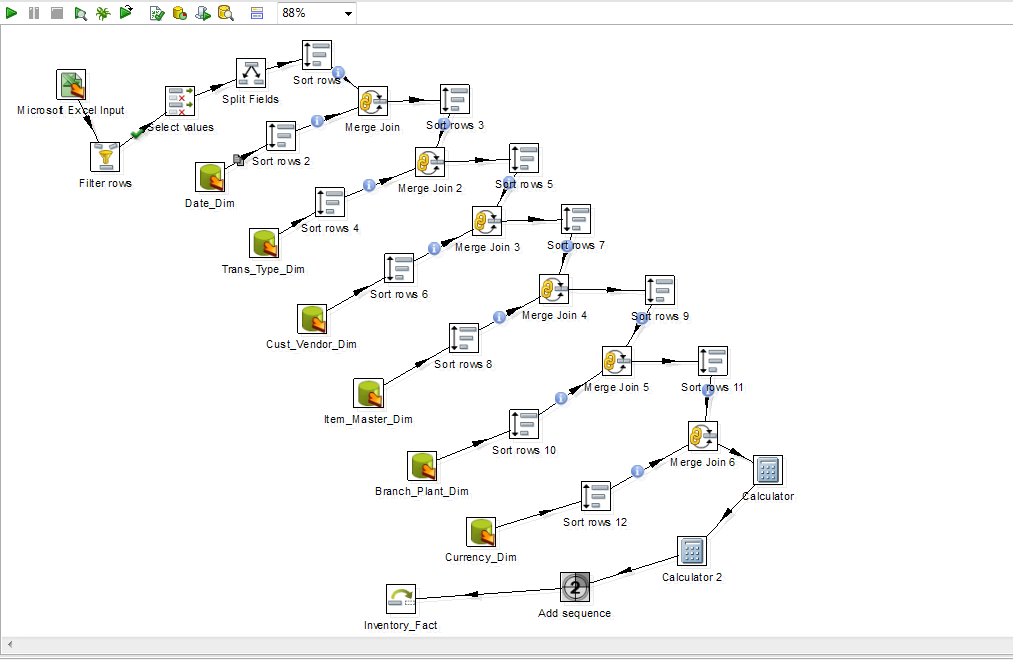 88%
Sort rows
Microsoft Excel Input
Split Fields
Select values
Merge Join
Sort rows 3
Sort rows 2
Filter rows
Date_Dim
Merge Join 2
Sort rows 5
Sort rows 4
Trans_Type_Dim
Merge Join 3
Sort rows 7
Sort rows 6
Cust_Vendor_Dim
Merge Join 4
Sort rows 9
Sort rows 8
Item_Master_Dim
Merge Join 5
Sort rows 11
Sort rows 10
Branch_Plant_Dim
Merge Join 6
Calculator
Sort rows 12
Currency_Dim
Calculator 2
2
Add sequence
Inventory_Fact